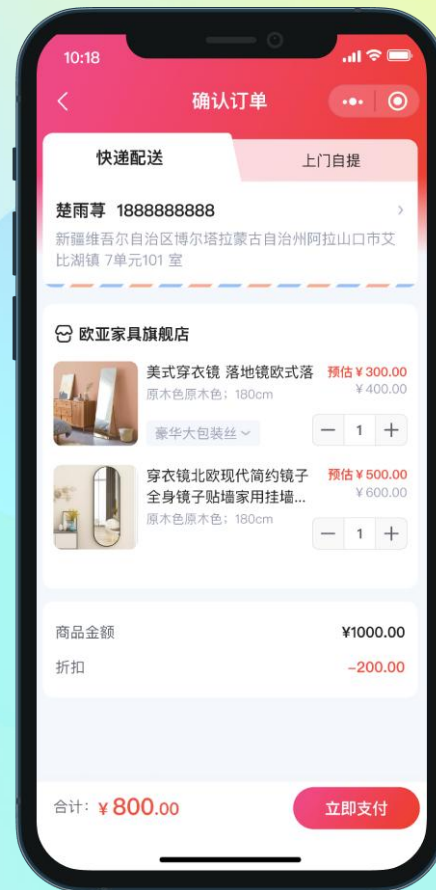 10:18
确认订单
快递配送
上门自提
楚雨荨 1888888888
新疆维吾尔自治区博尔塔拉蒙古自治州阿拉山口市艾
比湖镇 7单元101 室
欧亚家具旗舰店
美式穿衣镜 落地镜欧式落 预估¥300.00
原木色原木色；180cm ¥400.00
豪华大包装丝 1
穿衣镜北欧现代简约镜子 预估¥500.00
全身镜子贴墙家用挂墙... ¥600.00
原木色原木色；180cm
1
商品金额 ¥1000.00
折扣 -200.00
合计：¥800.00 立即支付